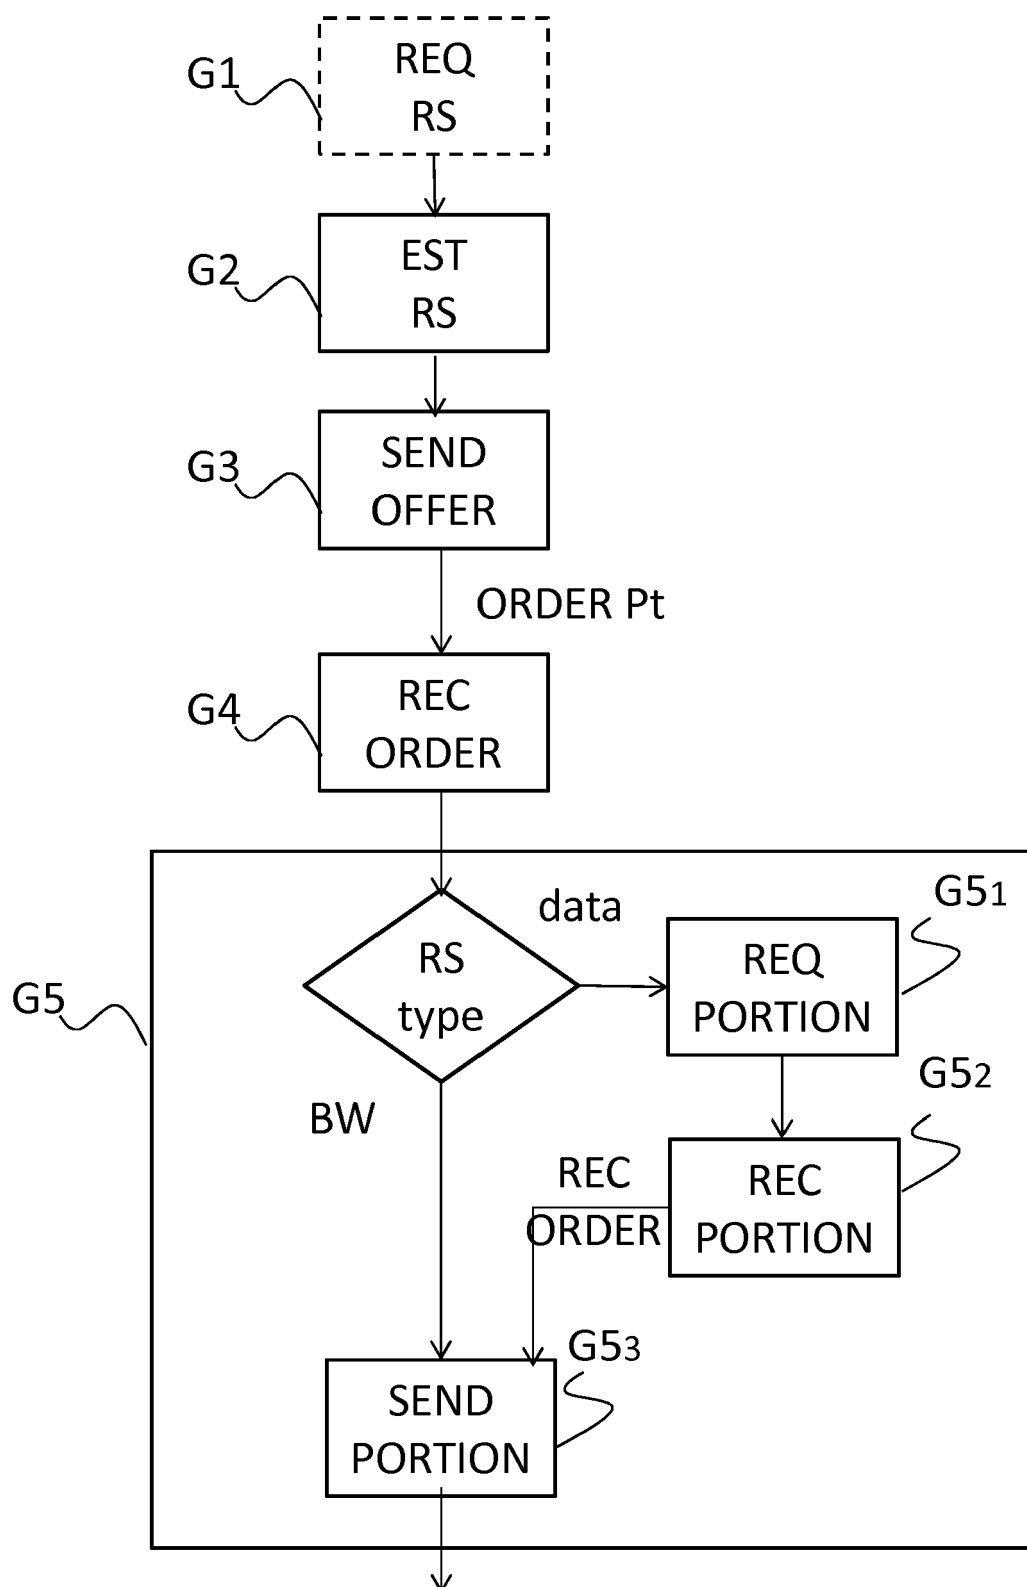 REQ
G1
RS
EST
G2
RS
SEND
G3
OFFER
ORDER Pt
REC
G4
ORDER
data
G51
RS
type
REQ
PORTION
G5
G52
BW
REC
ORDER
REC
PORTION
G53
SEND
PORTION